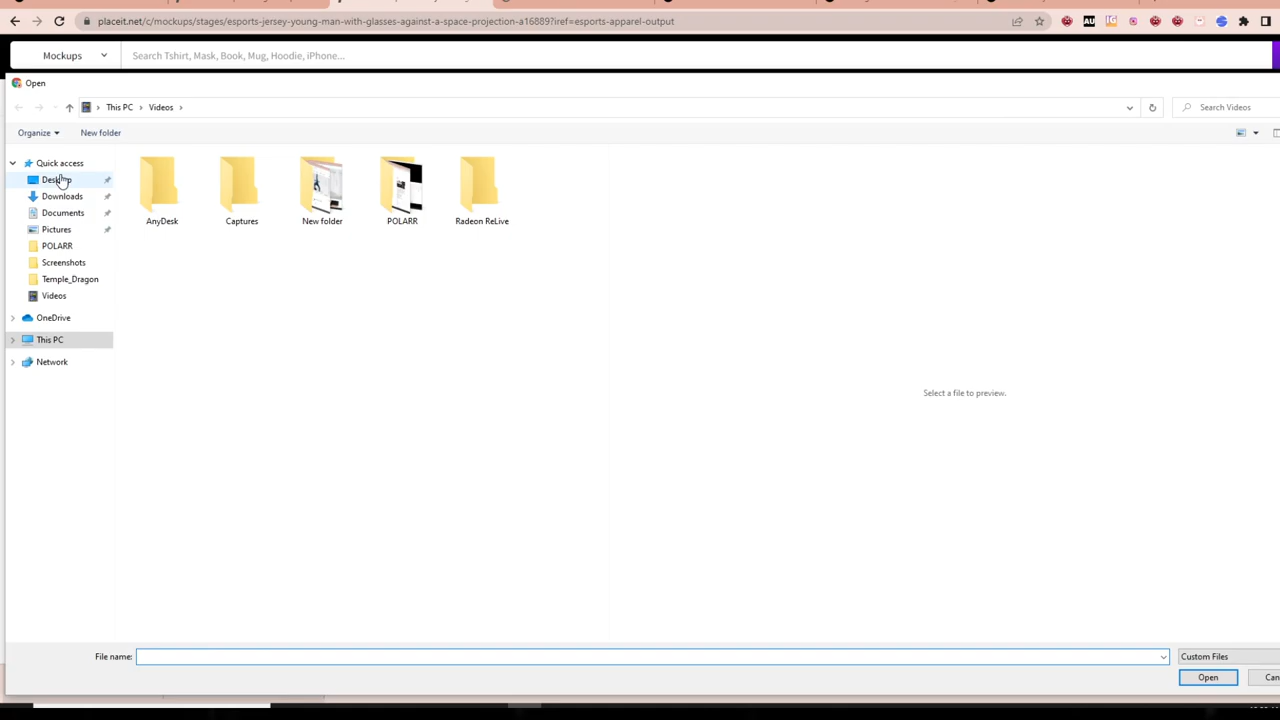 placeit.net/c/mockups/stages/esports-jersey-young-man-with-glasses-against-a-space-projection-a16889?iref=esports-apparel-output
AU
IG
Mockups
Search Tshirt, Mask, Book, Mug, Hoodie, iPhone...
Open
This PC
Videos
Search Videos
Organize
New folder
Quick access
Desktop
Downloads
Documents
Pictures
POLARR
Screenshots
Temple_Dragon
Videos
OneDrive
This PC
Network
AnyDesk
Captures
New folder
POLARR
Radeon ReLive
Select a file to preview.
File name:
Custom Files
Open
Can